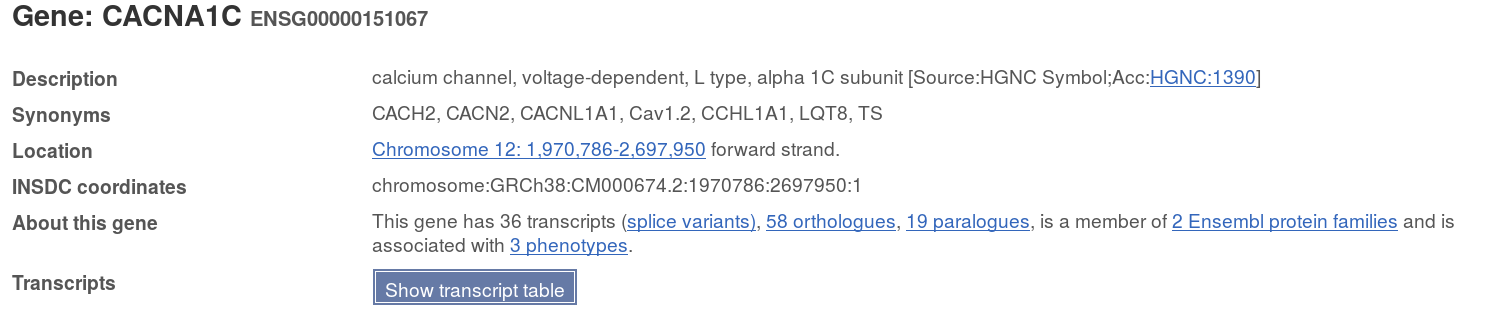 Gene: CACNA1C ENSG00000151067
Description calcium channel, voltage-dependent, L type, alpha 1C subunit [Source:HGNC Symbol;Acc:HGNC:1390]
Synonyms CACH2, CACN2, CACNL1A1, Cav1.2, CCHL1A1, LQT8, TS
Location Chromosome 12: 1,970,786-2,697,950 forward strand.
INSDC coordinates chromosome:GRCh38:CM000674.2:1970786:2697950:1
About this gene This gene has 36 transcripts (splice variants), 58 orthologues, 19 paralogues, is a member of 2 Ensembl protein families and is
associated with 3 phenotypes.
Transcripts Show transcript table